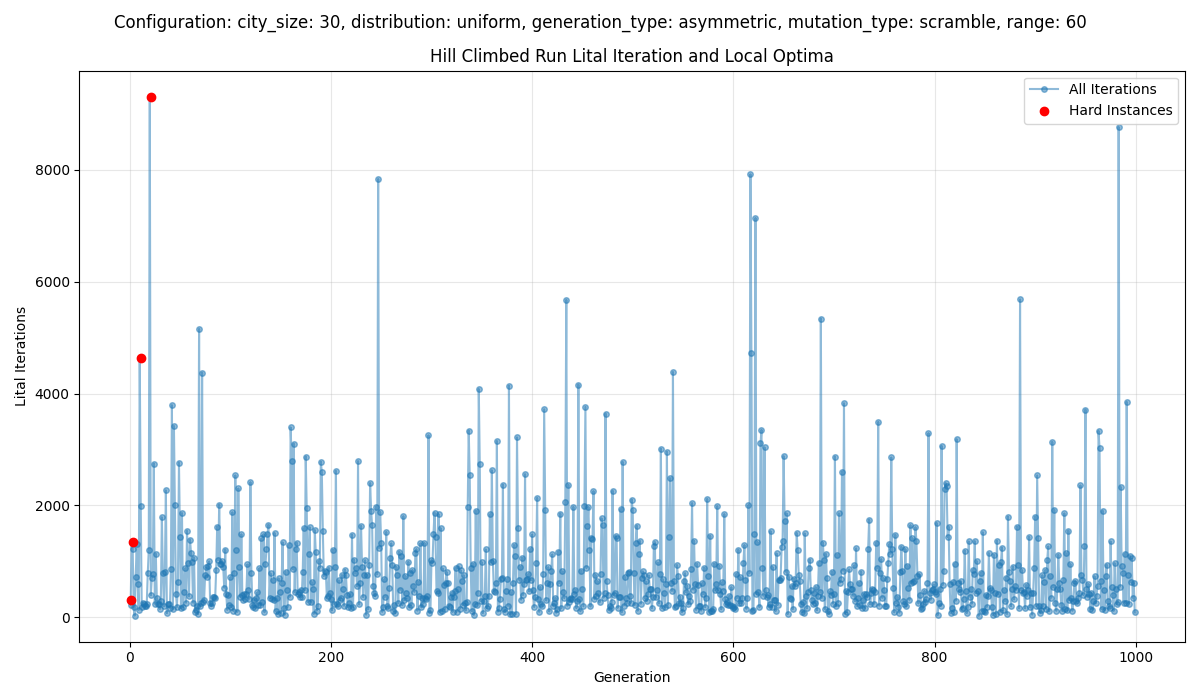 Configuration: city_size: 30, distribution: uniform, generation_type: asymmetric, mutation_type: scramble, range: 60
Hill Climbed Run Lital Iteration and Local Optima
All Iterations
Hard Instances
Lital Iterations
8000
6000
4000
2000
0
0 200 400 600 800 1000
Generation